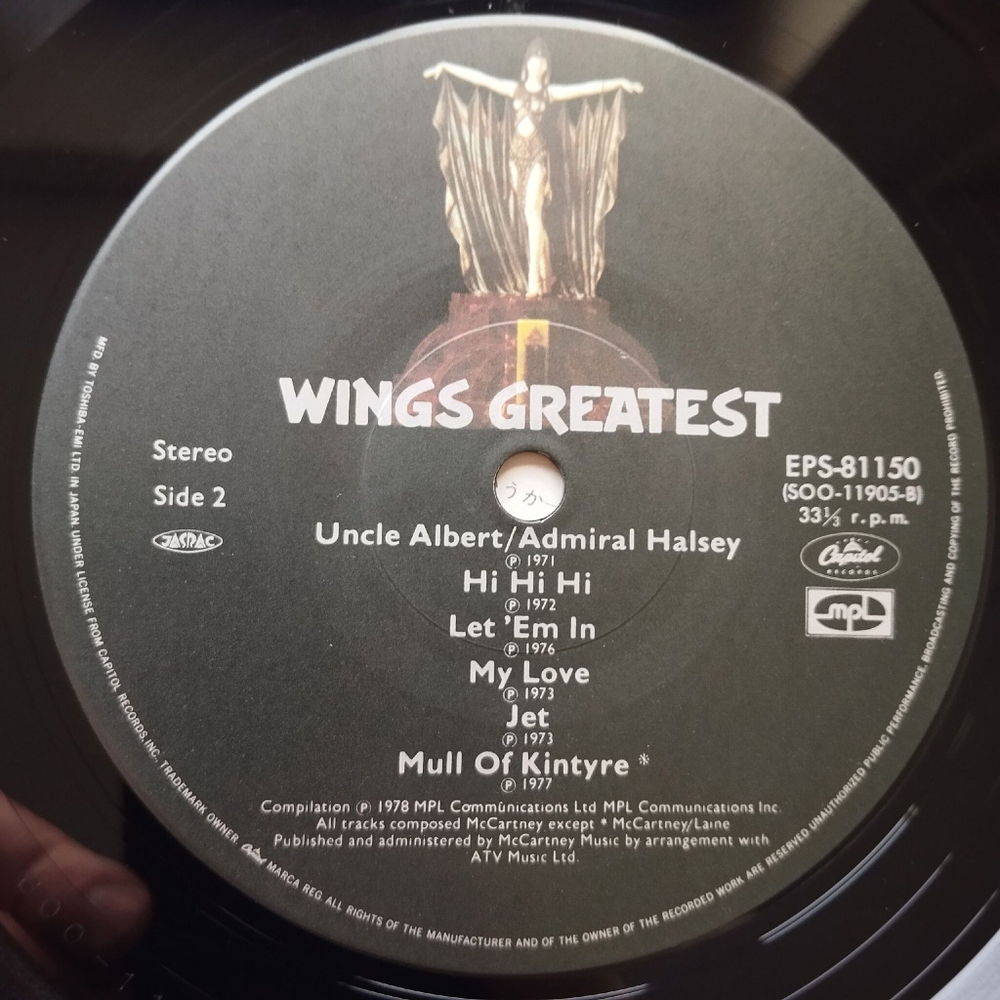 WINGS GREATEST
Stereo
Side 2
JASRAC
EPS-81150
(SOO-11905-B)
33⅓ r.p.m.
Capitol
RECORDS
mpl
うか
Uncle Albert/Admiral Halsey
℗ 1971
Hi Hi Hi
℗ 1972
Let 'Em In
℗ 1976
My Love
℗ 1973
Jet
℗ 1973
Mull Of Kintyre *
℗ 1977
Compilation ℗ 1978 MPL Communications Ltd MPL Communications Inc.
All tracks composed McCartney except * McCartney/Laine
Published and administered by McCartney Music by arrangement with
ATV Music Ltd.
MFD. BY TOSHIBA-EMI LTD. IN JAPAN. UNDER LICENSE FROM CAPITOL RECORDS, INC. TRADEMARK OWNER. Capitol MARCA REG ALL RIGHTS OF THE MANUFACTURER AND OF THE OWNER OF THE RECORDED WORK ARE RESERVED. UNAUTHORIZED PUBLIC PERFORMANCE, BROADCASTING AND COPYING OF THE RECORD PROHIBITED.